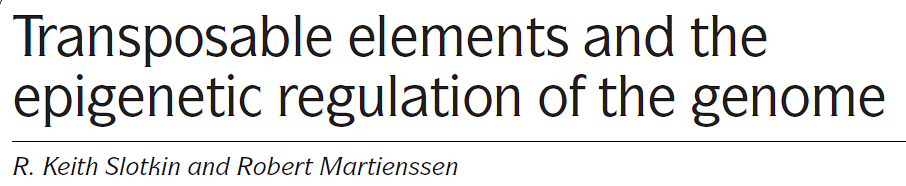 Transposable elements and the
epigenetic regulation of the genome
R. Keith Slotkin and Robert Martienssen